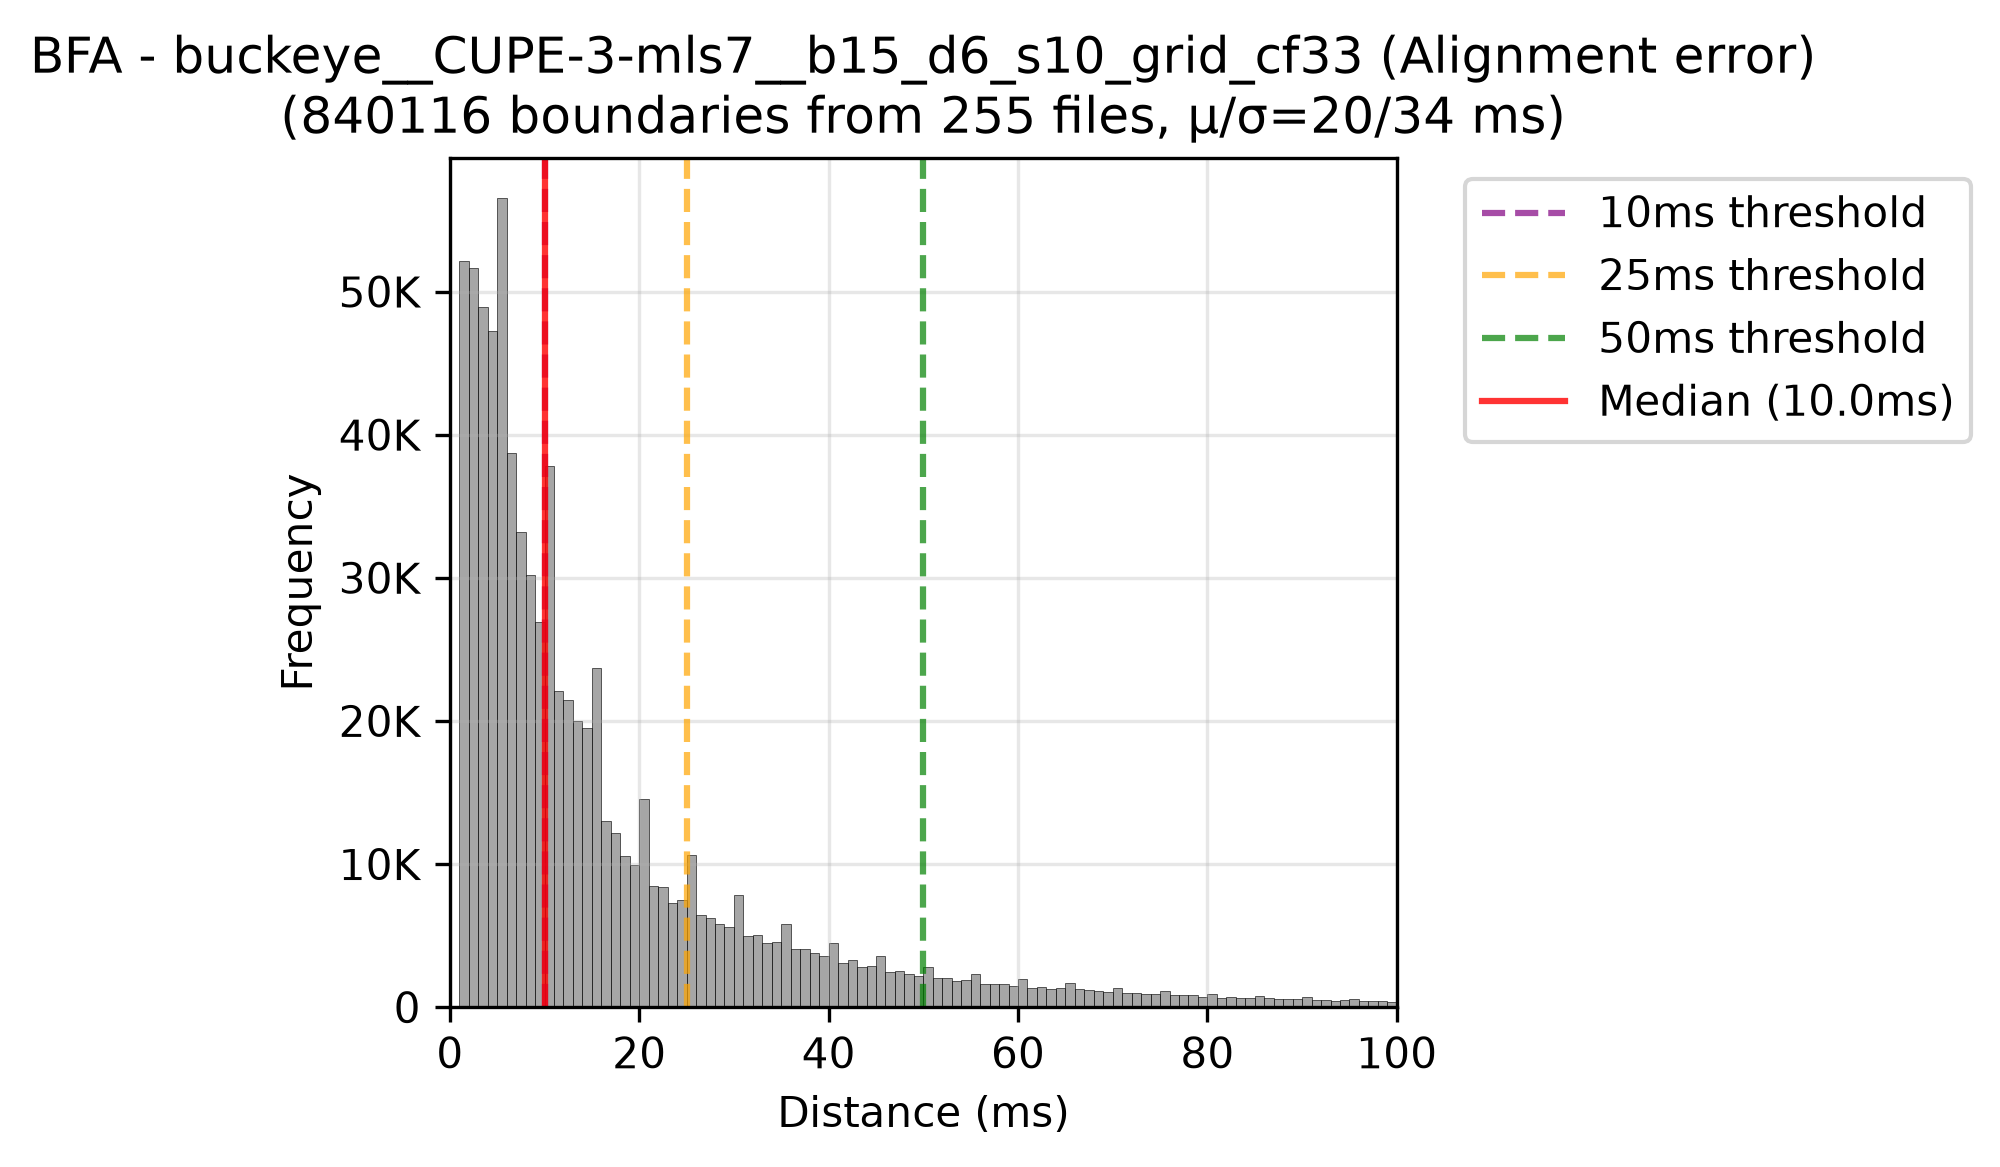 BFA - buckeye__CUPE-3-mls7__b15_d6_s10_grid_cf33 (Alignment error)
(840116 boundaries from 255 files, μ/σ=20/34 ms)
10ms threshold
25ms threshold
50ms threshold
Median (10.0ms)
50K
40K
30K
20K
10K
0
Frequency
0 20 40 60 80 100
Distance (ms)